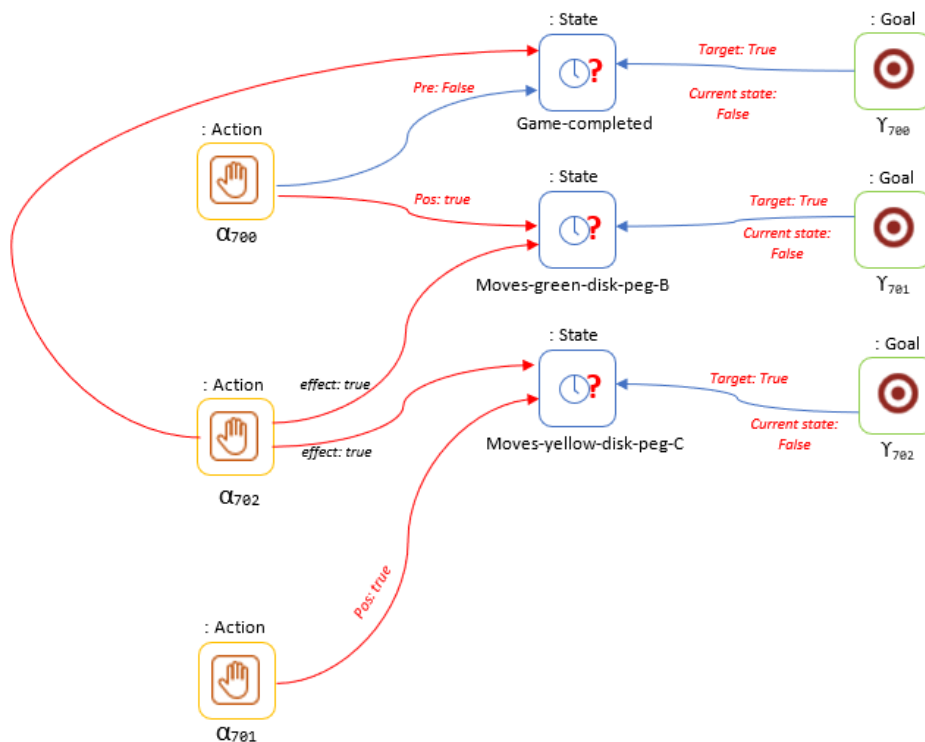 : State
: Goal
Target: True
Pre: False
Current state:
False
?
Game-completed
: Action
ϒ700
: State
: Goal
Target: True
Pos: true
Current state:
False
?
α700
Moves-green-disk-peg-B
ϒ701
: State
: Goal
: Action
effect: true
Target: True
?
Current state:
False
effect: true
Moves-yellow-disk-peg-C
ϒ702
α702
Pos: true
: Action
α701